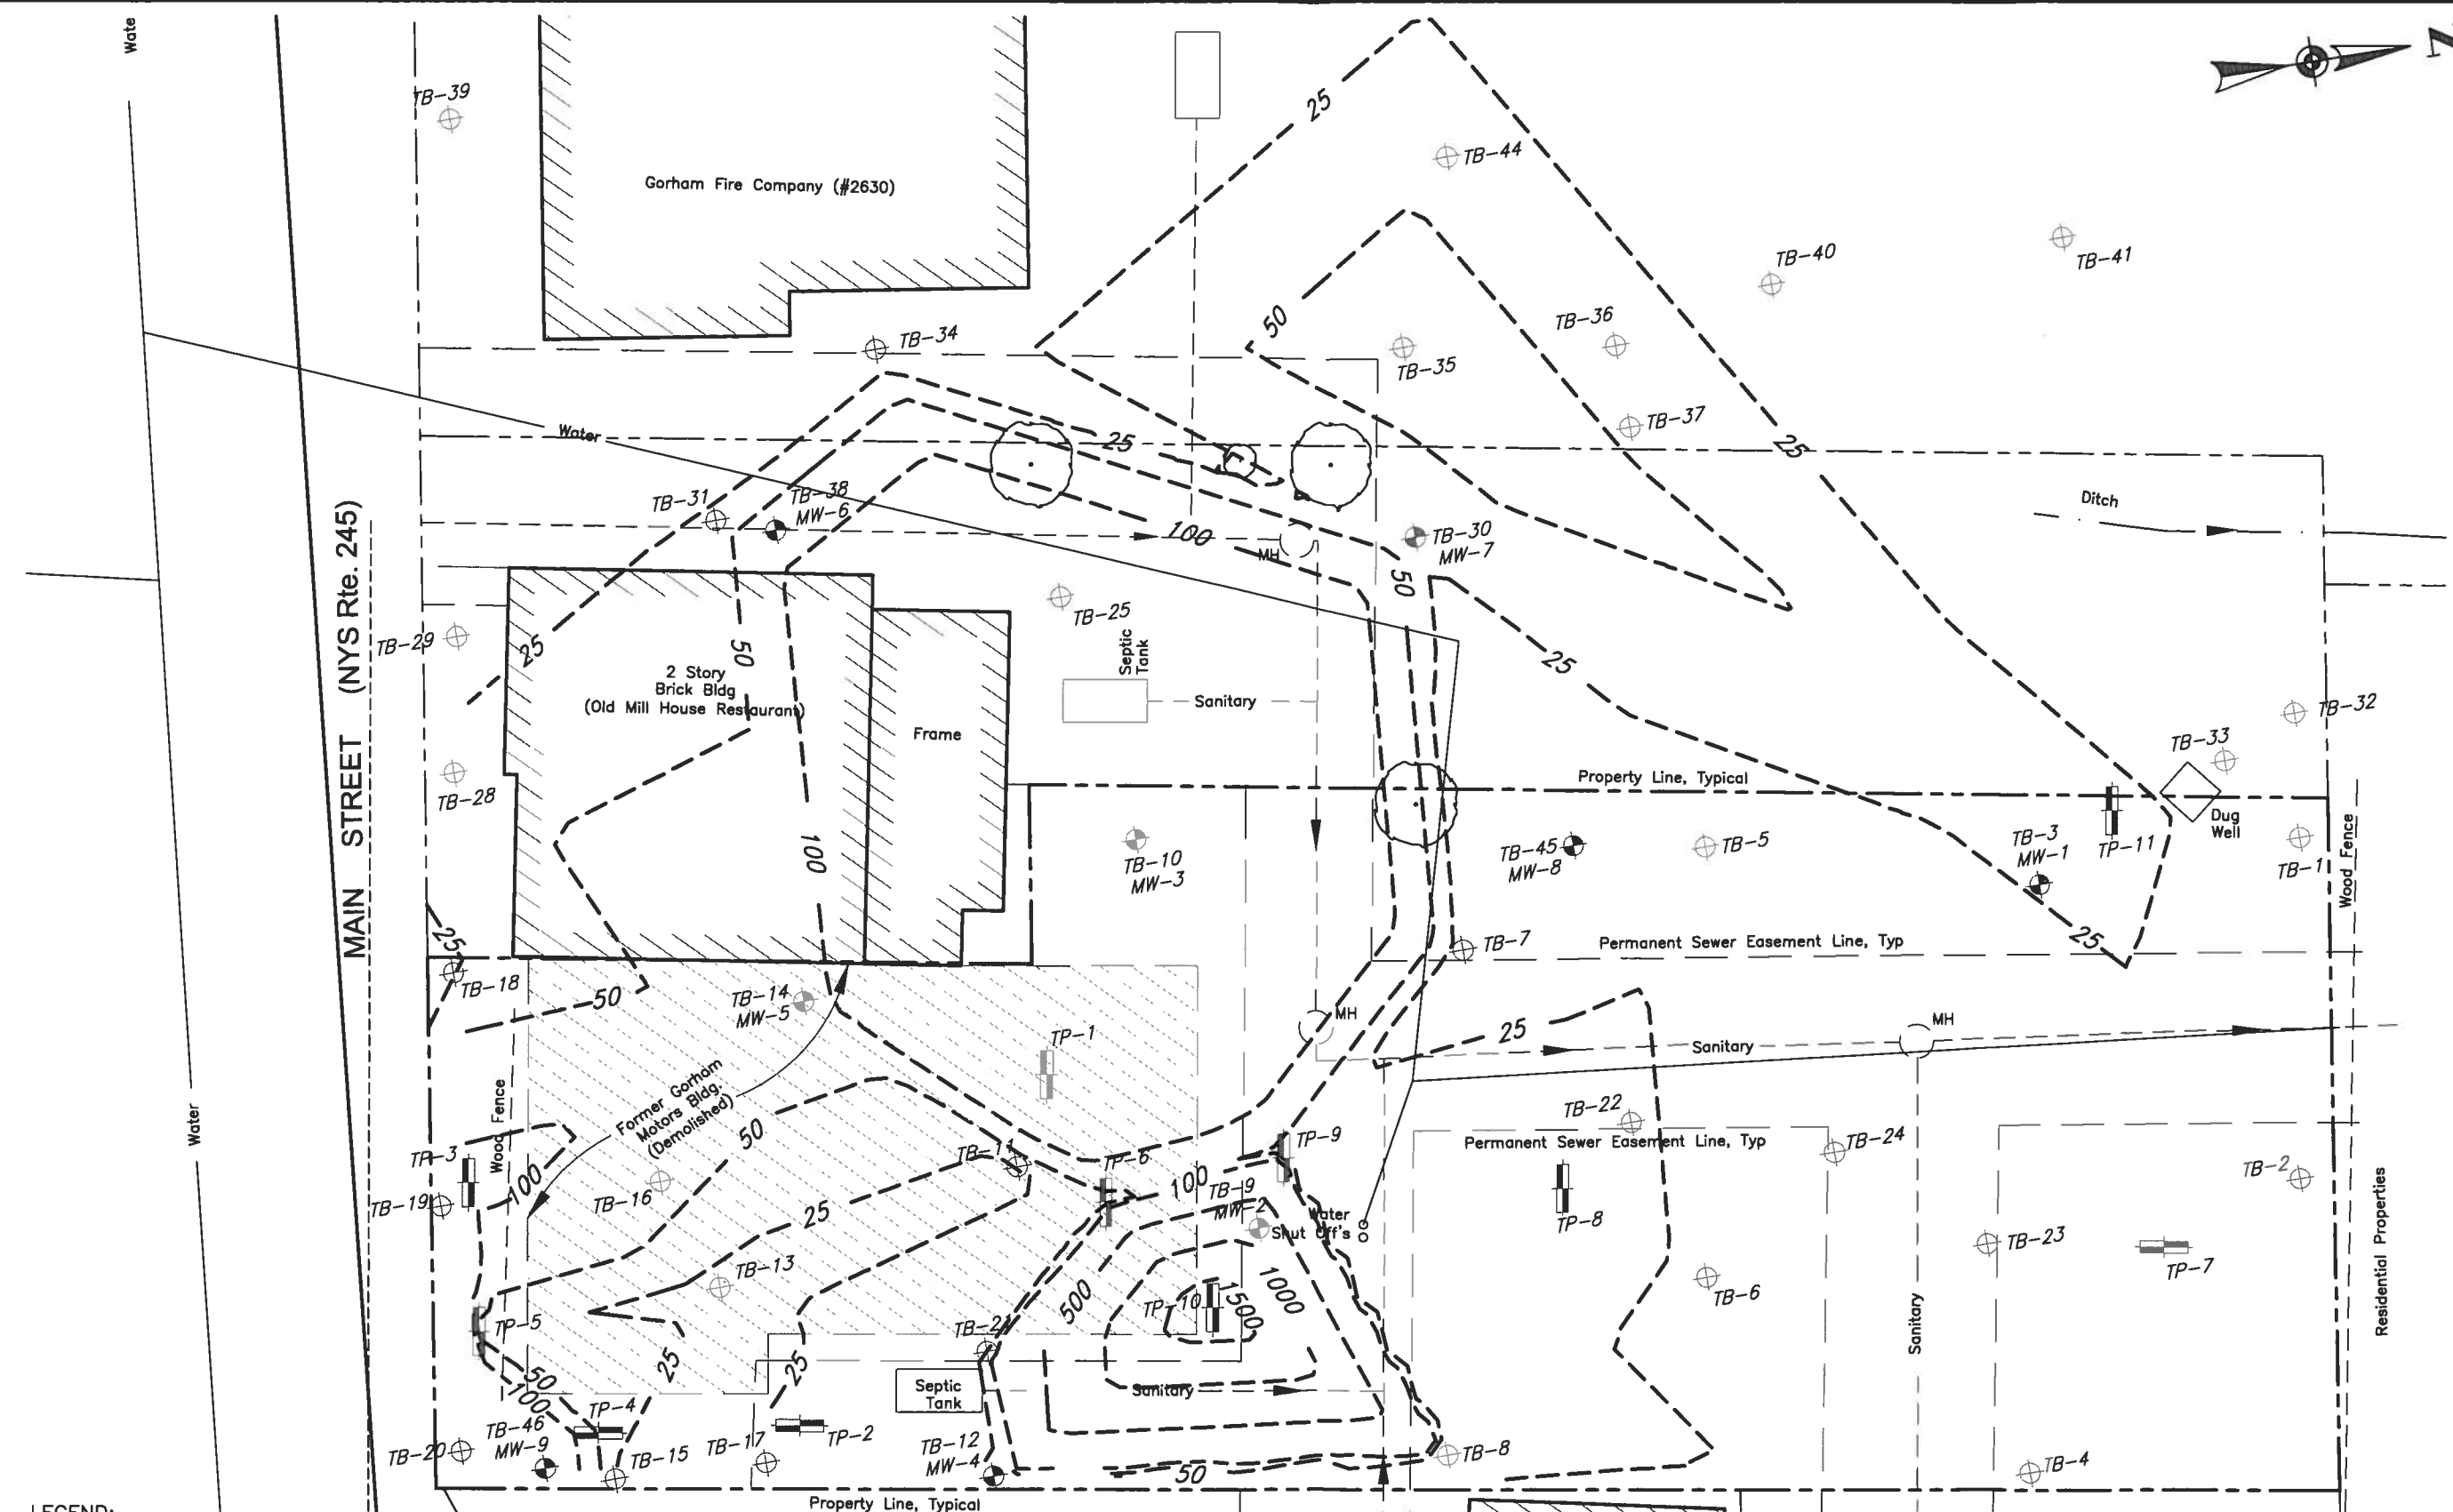 Wate
TB-39
Gorham Fire Company (#2630)
25
TB-44
TB-40
TB-41
TB-36
50
TB-34
TB-35
TB-37
Water
25
25
Ditch
TB-31
TB-38
MW-6
100
MH
TB-30
MW-7
50
TB-25
TB-29
25
50
2 Story
Brick Bldg
(Old Mill House Restaurant)
Frame
Septic
Tank
Sanitary
25
TB-32
TB-33
MAIN STREET (NYS Rte. 245)
TB-28
Property Line, Typical
Dug
Well
100
TB-10
MW-3
TB-45
MW-8
TB-5
TB-3
MW-1
TP-11
TB-1
Wood Fence
25
TB-18
50
TB-14
MW-5
TB-7
Permanent Sewer Easement Line, Typ
25
MH
25
Sanitary
MH
TP-1
Former Gorham
Motors Bldg.
(Demolished)
Wood Fence
50
TB-22
Permanent Sewer Easement Line, Typ
TB-24
Water
TP-3
TB-11
TP-6
TP-9
TB-19
100
TB-16
100
TB-9
MW-2
Water
Shut Off's
TP-8
TB-2
25
TB-23
TP-7
Residential Properties
TB-13
500
TP-10
1500
1000
TB-6
TP-5
TB-21
Sanitary
25
25
50
100
Septic
Tank
Sanitary
TP-4
TB-46
MW-9
TB-20
TB-15
TB-17
TP-2
TB-12
MW-4
50
TB-8
TB-4
Property Line, Typical
LEGEND: